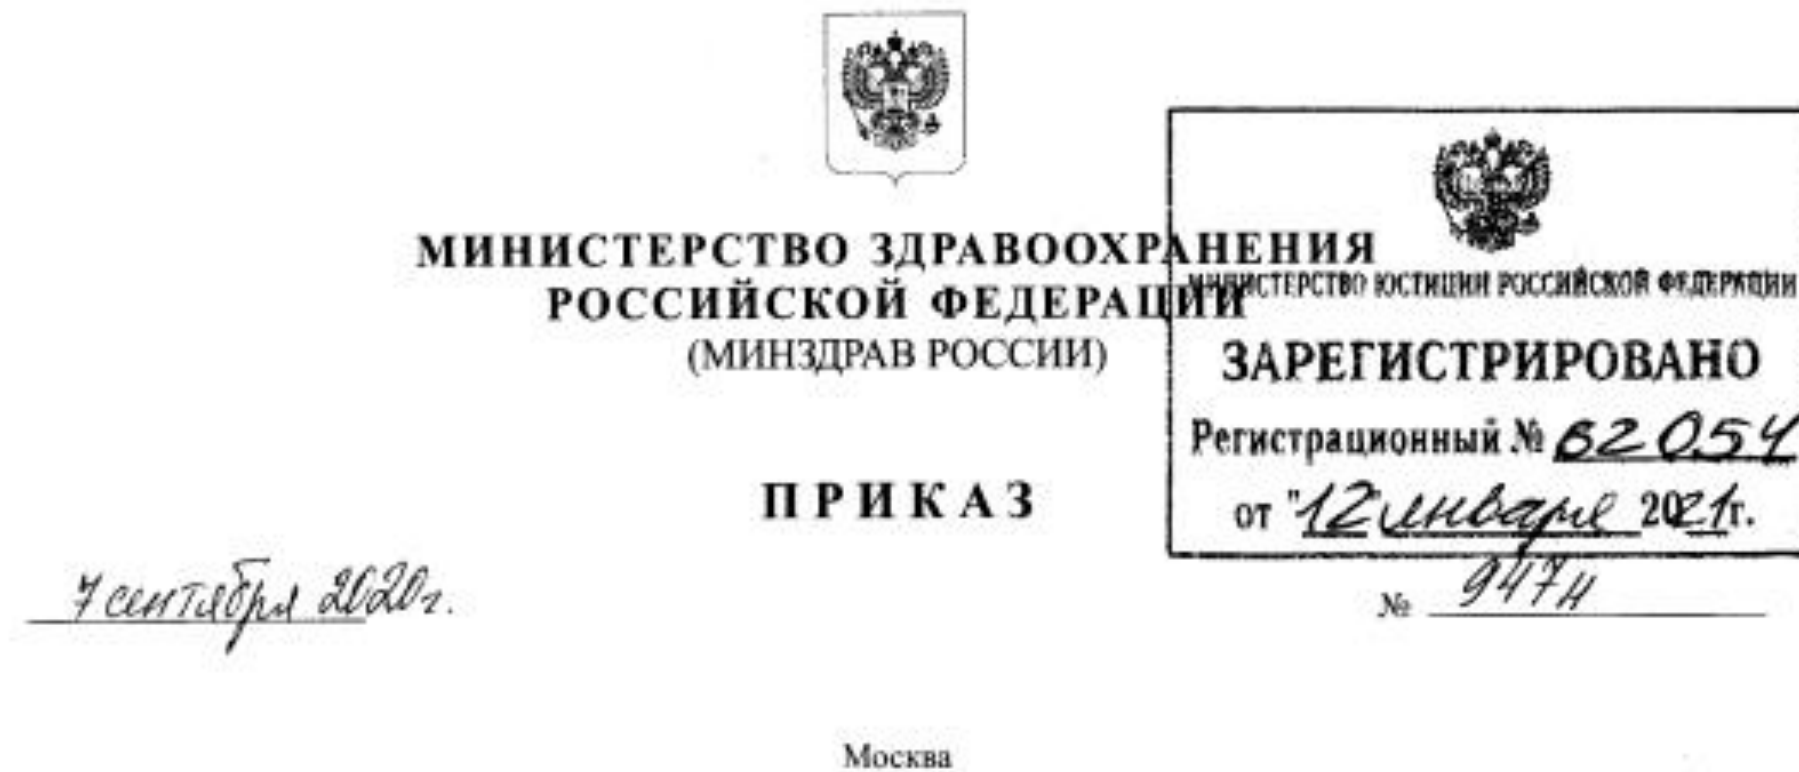 МИНИСТЕРСТВО ЗДРАВООХРАНЕНИЯ
РОССИЙСКОЙ ФЕДЕРАЦИИ
(МИНЗДРАВ РОССИИ)
МИНИСТЕРСТВО ЮСТИЦИИ РОССИЙСКОЙ ФЕДЕРАЦИИ
ЗАРЕГИСТРИРОВАНО
Регистрационный № 62054
от "12" января 2021г.
ПРИКАЗ
7 сентября 2020г.
№ 947н
Москва